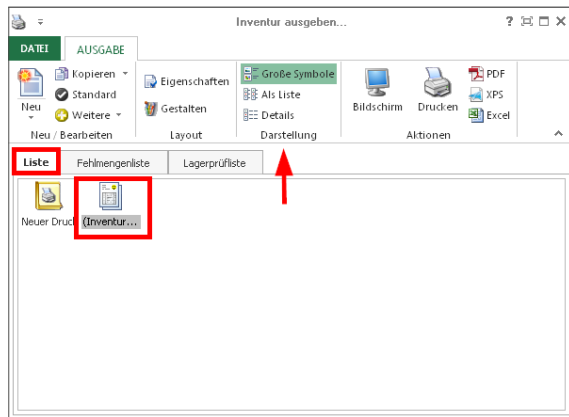 Inventur ausgeben...
?
DATEI AUSGABE
Neu
Kopieren
Standard
Weitere
Neu / Bearbeiten
Eigenschaften
Gestalten
Layout
Große Symbole
Als Liste
Details
Darstellung
Bildschirm
Drucken
PDF
XPS
Excel
Aktionen
Liste Fehlmengenliste Lagerprüfliste
Neuer Druck (Inventur...